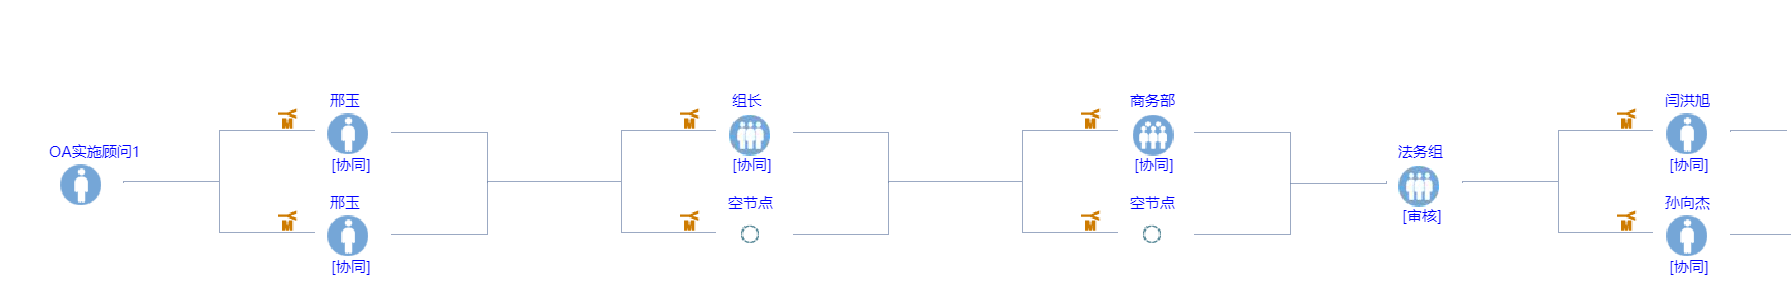 OA实施顾问1
邢玉
[协同]
邢玉
[协同]
组长
[协同]
空节点
商务部
[协同]
空节点
法务组
[审核]
闫洪旭
[协同]
孙向杰
[协同]